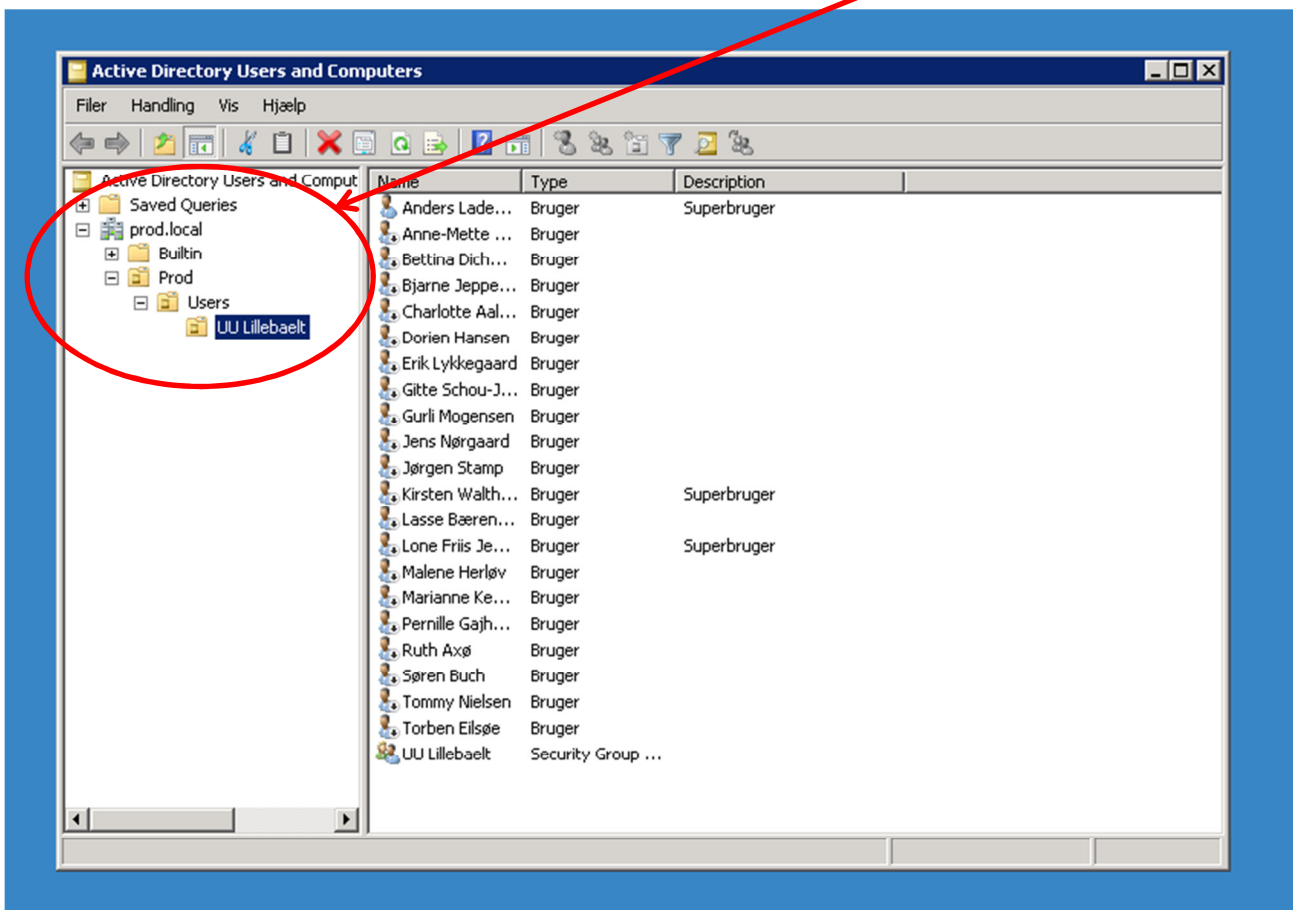 Active Directory Users and Computers
Filer Handling Vis Hjælp
Active Directory Users and Comput
Saved Queries
prod.local
Builtin
Prod
Users
UU Lillebaelt
Name Type Description
Anders Lade... Bruger Superbruger
Anne-Mette ... Bruger
Bettina Dich... Bruger
Bjarne Jeppe... Bruger
Charlotte Aal... Bruger
Dorien Hansen Bruger
Erik Lykkegaard Bruger
Gitte Schou-J... Bruger
Gurli Mogensen Bruger
Jens Nørgaard Bruger
Jørgen Stamp Bruger
Kirsten Walth... Bruger Superbruger
Lasse Bæren... Bruger
Lone Friis Je... Bruger Superbruger
Malene Herløv Bruger
Marianne Ke... Bruger
Pernille Gajh... Bruger
Ruth Axø Bruger
Søren Buch Bruger
Tommy Nielsen Bruger
Torben Eilsøe Bruger
UU Lillebaelt Security Group ...